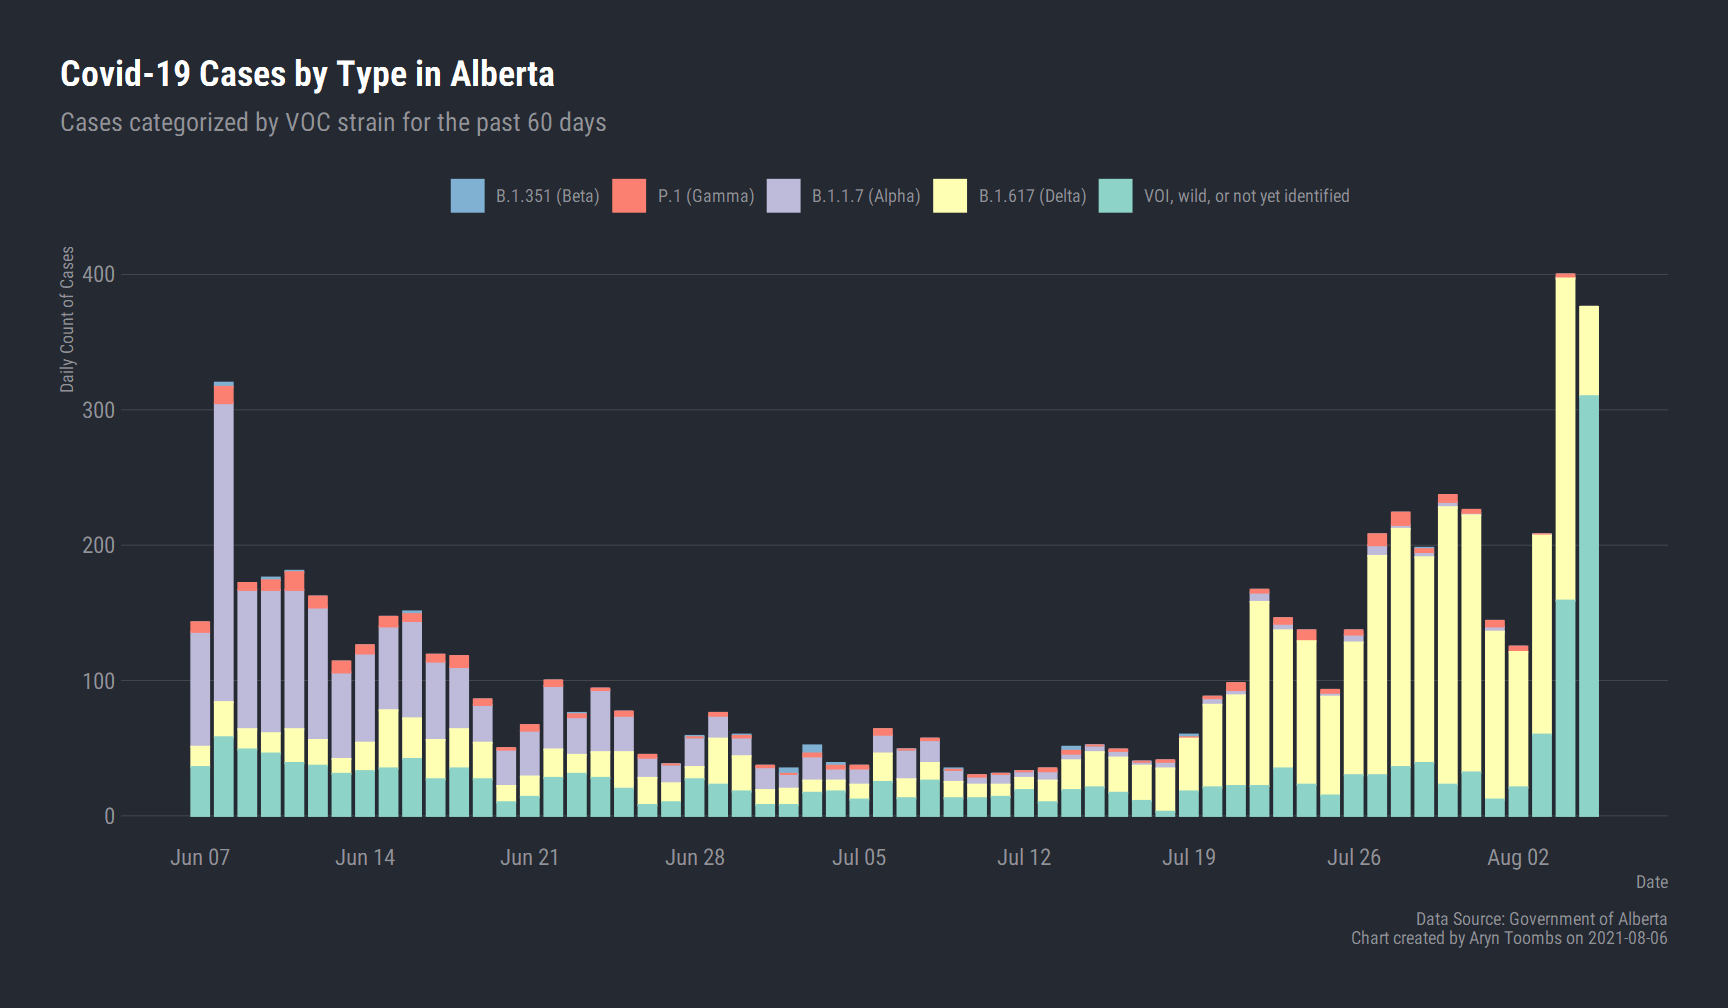 Covid-19 Cases by Type in Alberta
Cases categorized by VOC strain for the past 60 days
B.1.351 (Beta)
P.1 (Gamma)
B.1.1.7 (Alpha)
B.1.617 (Delta)
VOI, wild, or not yet identified
Daily Count of Cases
400
300
200
100
0
Jun 07
Jun 14
Jun 21
Jun 28
Jul 05
Jul 12
Jul 19
Jul 26
Aug 02
Date
Data Source: Government of Alberta
Chart created by Aryn Toombs on 2021-08-06